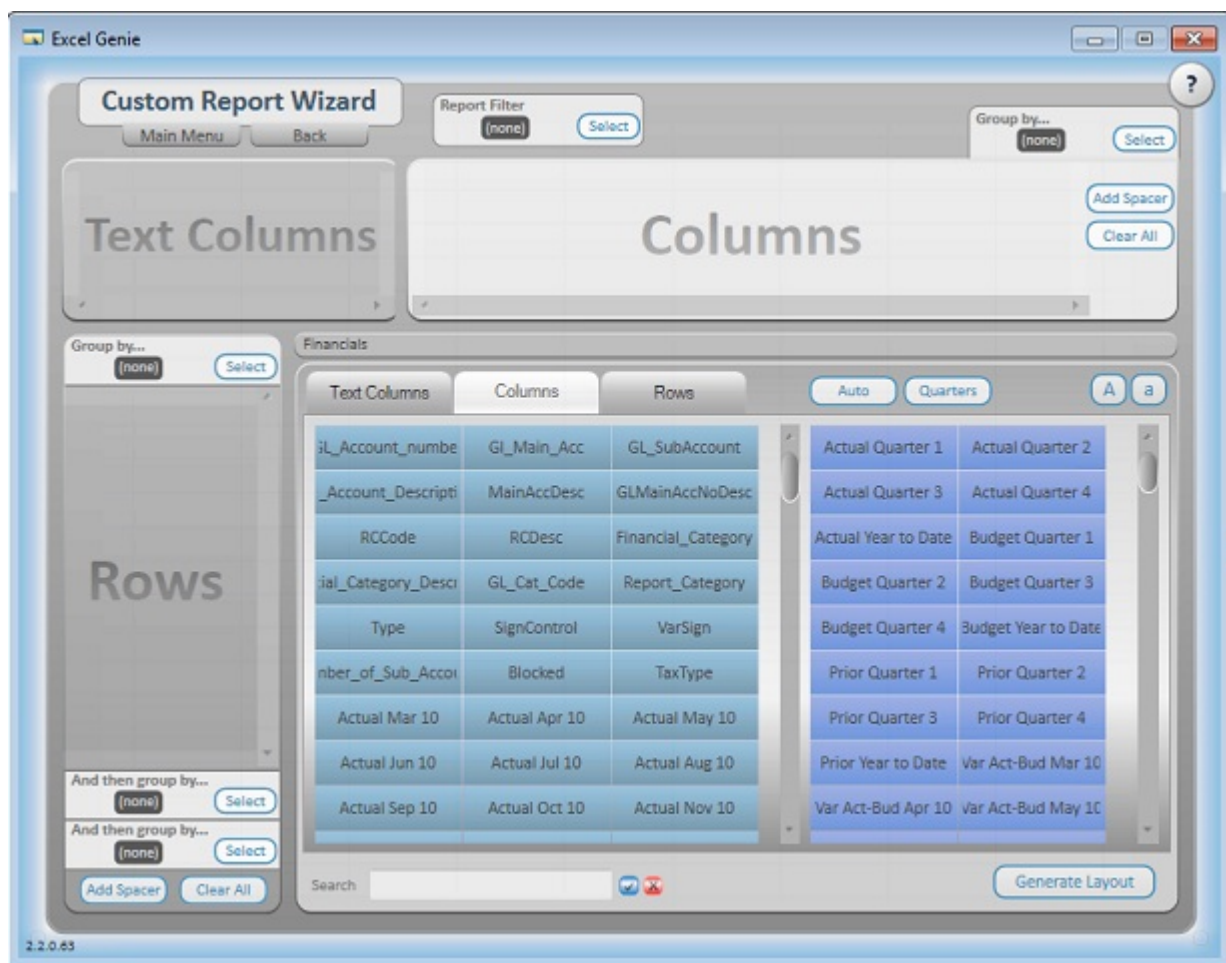 Excel Genie
?
Custom Report Wizard
Main Menu Back
Report Filter
(none) Select
Group by...
(none) Select
Text Columns
Columns
Add Spacer
Clear All
Group by...
(none) Select
Rows
And then group by...
(none) Select
And then group by...
(none) Select
Add Spacer Clear All
Financials
Text Columns Columns Rows Auto Quarters A a
GL_Account_numbe GI_Main_Acc GL_SubAccount Actual Quarter 1 Actual Quarter 2
_Account_Descripti MainAccDesc GLMainAccNoDesc Actual Quarter 3 Actual Quarter 4
RCCode RCDesc Financial_Category Actual Year to Date Budget Quarter 1
ial_Category_Descr GL_Cat_Code Report_Category Budget Quarter 2 Budget Quarter 3
Type SignControl VarSign Budget Quarter 4 Budget Year to Date
nber_of_Sub_Accou Blocked TaxType Prior Quarter 1 Prior Quarter 2
Actual Mar 10 Actual Apr 10 Actual May 10 Prior Quarter 3 Prior Quarter 4
Actual Jun 10 Actual Jul 10 Actual Aug 10 Prior Year to Date Var Act-Bud Mar 10
Actual Sep 10 Actual Oct 10 Actual Nov 10 Var Act-Bud Apr 10 Var Act-Bud May 10
Search
Generate Layout
2.2.0.63